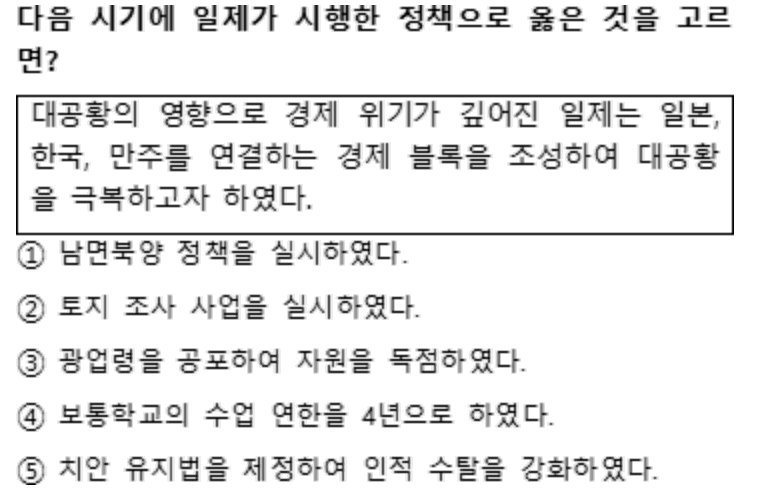 다음 시기에 일제가 시행한 정책으로 옳은 것을 고르
면?
대공황의 영향으로 경제 위기가 깊어진 일제는 일본,
한국, 만주를 연결하는 경제 블록을 조성하여 대공황
을 극복하고자 하였다.
① 남면북양 정책을 실시하였다.
② 토지 조사 사업을 실시하였다.
③ 광업령을 공포하여 자원을 독점하였다.
④ 보통학교의 수업 연한을 4년으로 하였다.
⑤ 치안 유지법을 제정하여 인적 수탈을 강화하였다.